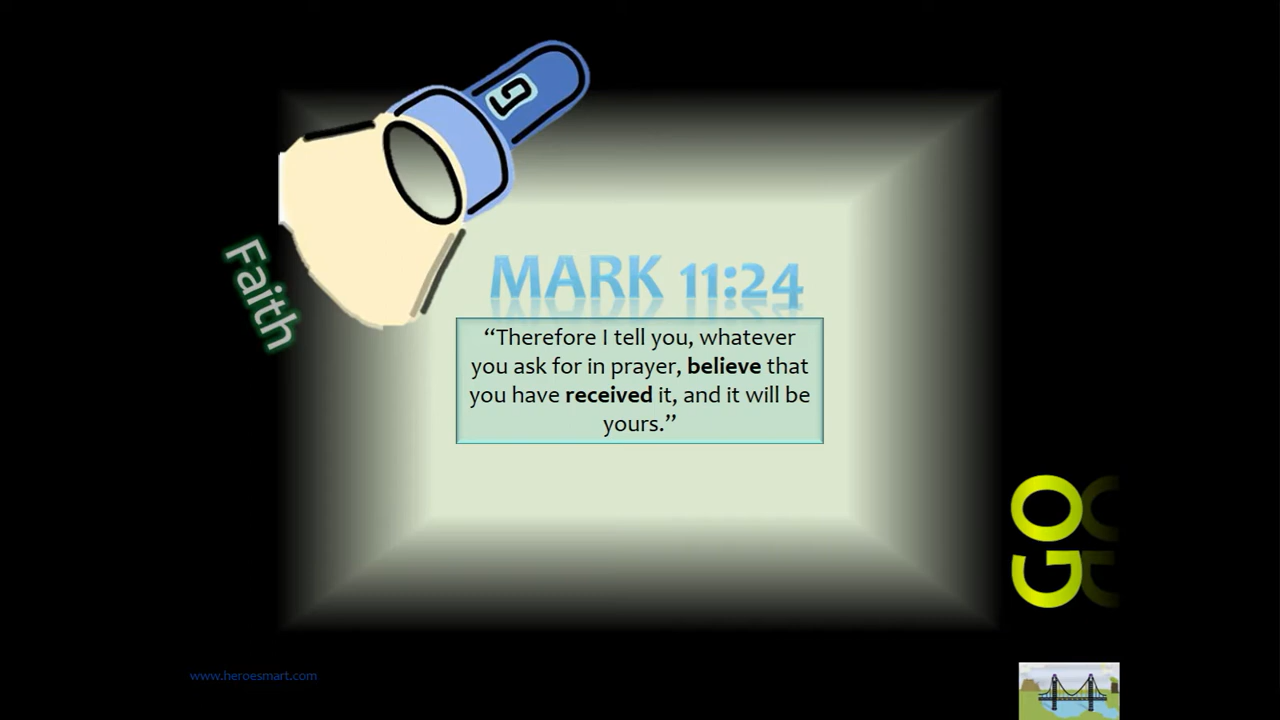 Faith
MARK 11:24
“Therefore I tell you, whatever
you ask for in prayer, believe that
you have received it, and it will be
yours.”
GO
www.heroesmart.com